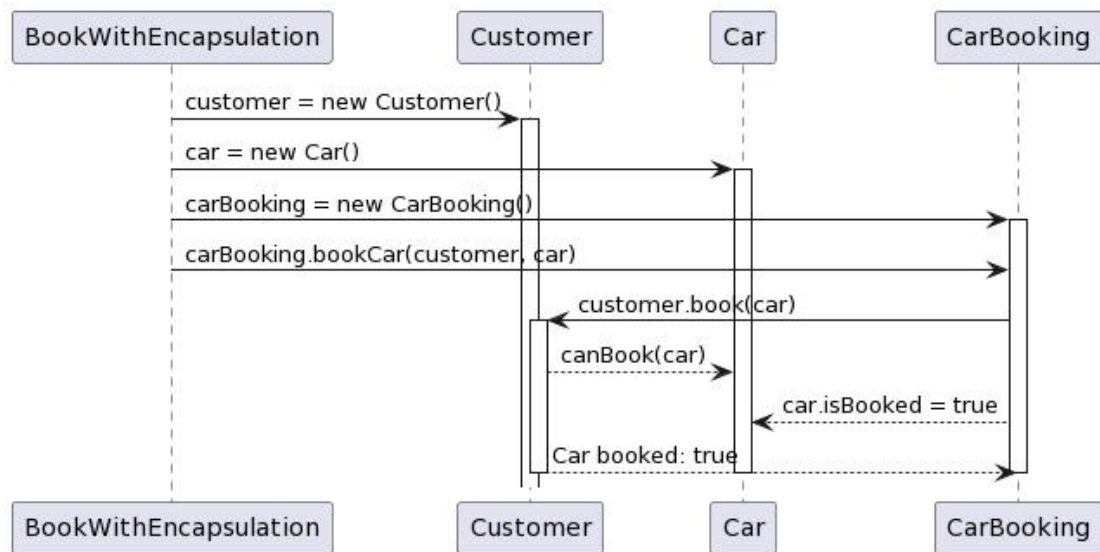 BookWithEncapsulation Customer Car CarBooking
customer = new Customer()
car = new Car()
carBooking = new CarBooking()
carBooking.bookCar(customer, car)
customer.book(car)
canBook(car)
car.isBooked = true
Car booked: true
BookWithEncapsulation Customer Car CarBooking